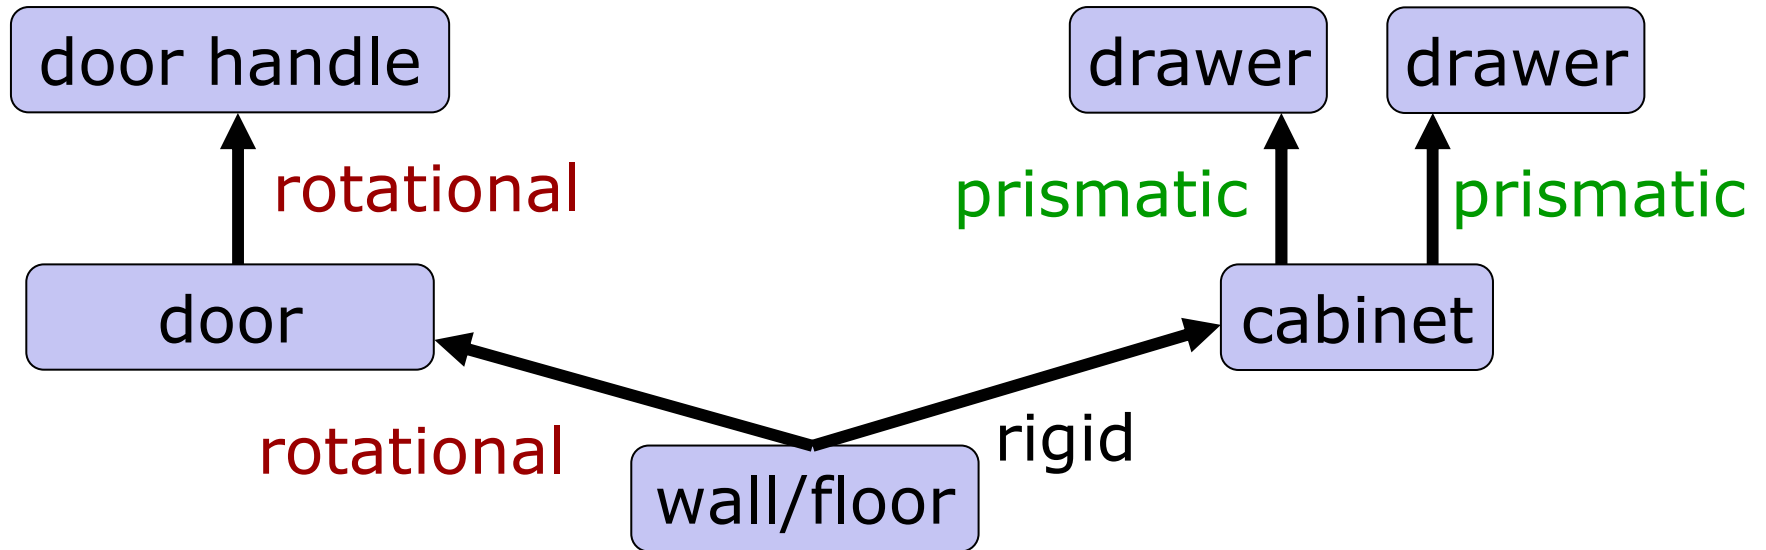 door handle
drawer
drawer
rotational
prismatic
prismatic
door
cabinet
rotational
rigid
wall/floor